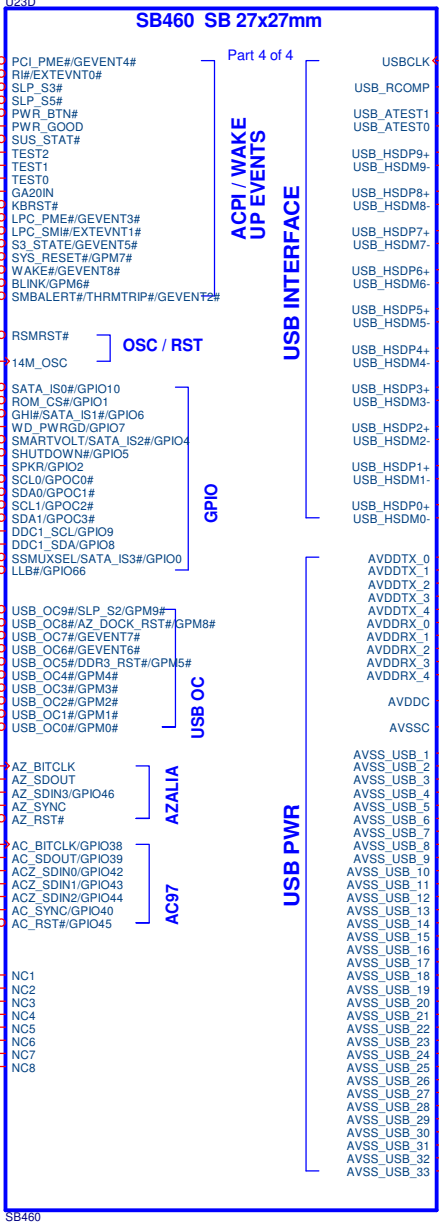 U23D
SB460 SB 27x27mm
Part 4 of 4
PCI_PME#/GEVENT4#
RI#/EXTEVNT0#
SLP_S3#
SLP_S5#
PWR_BTN#
PWR_GOOD
SUS_STAT#
TEST2
TEST1
TEST0
GA20IN
KBRST#
LPC_PME#/GEVENT3#
LPC_SMI#/EXTEVNT1#
S3_STATE/GEVENT5#
SYS_RESET#/GPM7#
WAKE#/GEVENT8#
BLINK/GPM6#
SMBALERT#/THRMTRIP#/GEVENT2#
ACPI / WAKE
UP EVENTS
RSMRST#
14M_OSC
OSC / RST
SATA_IS0#/GPIO10
ROM_CS#/GPIO1
GHI#/SATA_IS1#/GPIO6
WD_PWRGD/GPIO7
SMARTVOLT/SATA_IS2#/GPIO4
SHUTDOWN#/GPIO5
SPKR/GPIO2
SCL0/GPOC0#
SDA0/GPOC1#
SCL1/GPOC2#
SDA1/GPOC3#
DDC1_SCL/GPIO9
DDC1_SDA/GPIO8
SSMUXSEL/SATA_IS3#/GPIO0
LLB#/GPIO66
GPIO
USB_OC9#/SLP_S2/GPM9#
USB_OC8#/AZ_DOCK_RST#/GPM8#
USB_OC7#/GEVENT7#
USB_OC6#/GEVENT6#
USB_OC5#/DDR3_RST#/GPM5#
USB_OC4#/GPM4#
USB_OC3#/GPM3#
USB_OC2#/GPM2#
USB_OC1#/GPM1#
USB_OC0#/GPM0#
USB OC
AZ_BITCLK
AZ_SDOUT
AZ_SDIN3/GPIO46
AZ_SYNC
AZ_RST#
AZALIA
AC_BITCLK/GPIO38
AC_SDOUT/GPIO39
ACZ_SDIN0/GPIO42
ACZ_SDIN1/GPIO43
ACZ_SDIN2/GPIO44
AC_SYNC/GPIO40
AC_RST#/GPIO45
AC97
NC1
NC2
NC3
NC4
NC5
NC6
NC7
NC8
USBCLK
USB_RCOMP
USB_ATEST1
USB_ATEST0
USB_HSDP9+
USB_HSDM9-
USB_HSDP8+
USB_HSDM8-
USB_HSDP7+
USB_HSDM7-
USB_HSDP6+
USB_HSDM6-
USB_HSDP5+
USB_HSDM5-
USB_HSDP4+
USB_HSDM4-
USB_HSDP3+
USB_HSDM3-
USB_HSDP2+
USB_HSDM2-
USB_HSDP1+
USB_HSDM1-
USB_HSDP0+
USB_HSDM0-
USB INTERFACE
AVDDTX_0
AVDDTX_1
AVDDTX_2
AVDDTX_3
AVDDTX_4
AVDDRX_0
AVDDRX_1
AVDDRX_2
AVDDRX_3
AVDDRX_4
AVDDC
AVSSC
AVSS_USB_1
AVSS_USB_2
AVSS_USB_3
AVSS_USB_4
AVSS_USB_5
AVSS_USB_6
AVSS_USB_7
AVSS_USB_8
AVSS_USB_9
AVSS_USB_10
AVSS_USB_11
AVSS_USB_12
AVSS_USB_13
AVSS_USB_14
AVSS_USB_15
AVSS_USB_16
AVSS_USB_17
AVSS_USB_18
AVSS_USB_19
AVSS_USB_20
AVSS_USB_21
AVSS_USB_22
AVSS_USB_23
AVSS_USB_24
AVSS_USB_25
AVSS_USB_26
AVSS_USB_27
AVSS_USB_28
AVSS_USB_29
AVSS_USB_30
AVSS_USB_31
AVSS_USB_32
AVSS_USB_33
USB PWR
SB460